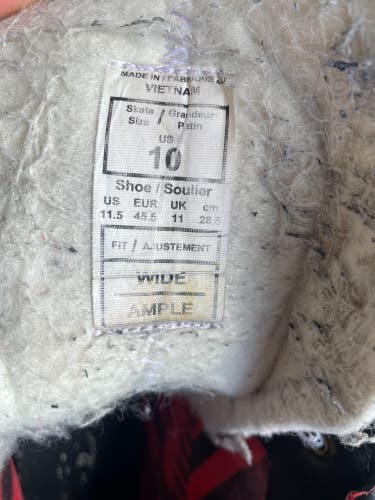 MADE IN / FABRIQUÉ AU
VIETNAM
Skate / Grandeur
Size / Patin
US
10
Shoe / Soulier
US EUR UK cm
11.5 45.5 11 28.5
FIT / AJUSTEMENT
WIDE
AMPLE